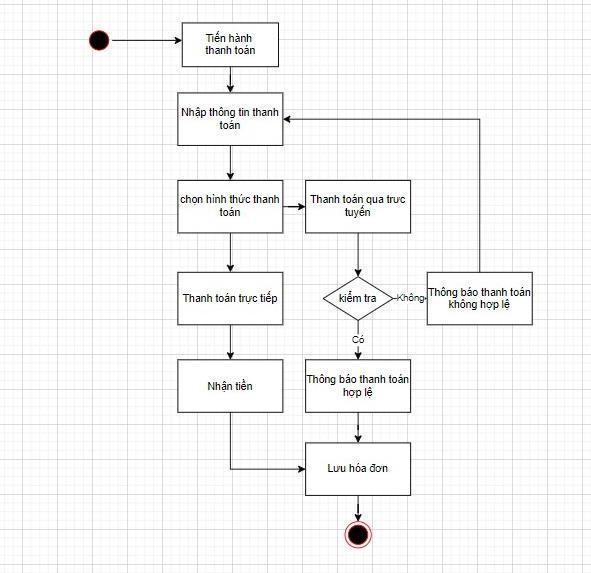 Tiến hành
thanh toán
Nhập thông tin thanh
toán
chọn hình thức thanh
toán
Thanh toán qua trưc
tuyến
Thanh toán trực tiếp
kiểm tra
Không
Thông báo thanh toán
không hợp lệ
Có
Nhận tiền
Thông báo thanh toán
hợp lệ
Lưu hóa đơn